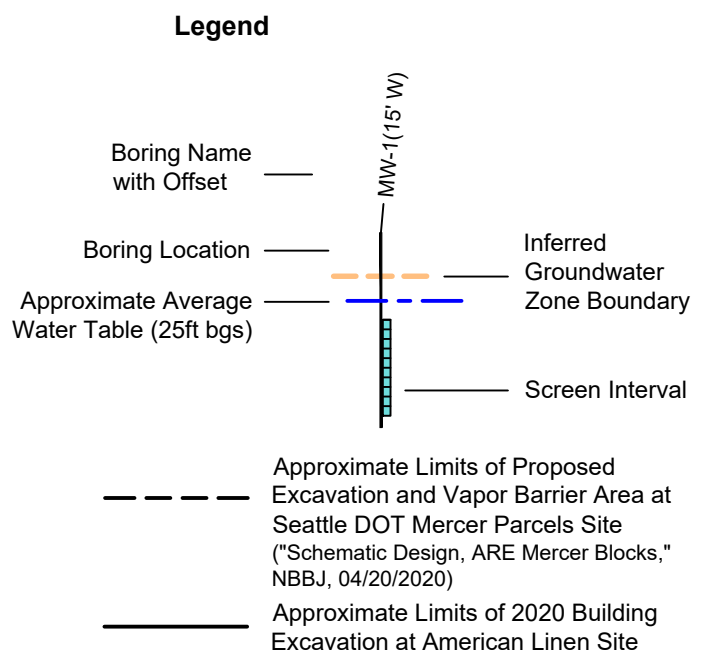 Legend
MW-1(15' W)
Boring Name
with Offset
Boring Location
Approximate Average
Water Table (25ft bgs)
Inferred
Groundwater
Zone Boundary
Screen Interval
Approximate Limits of Proposed
Excavation and Vapor Barrier Area at
Seattle DOT Mercer Parcels Site
("Schematic Design, ARE Mercer Blocks,"
NBBJ, 04/20/2020)
Approximate Limits of 2020 Building
Excavation at American Linen Site